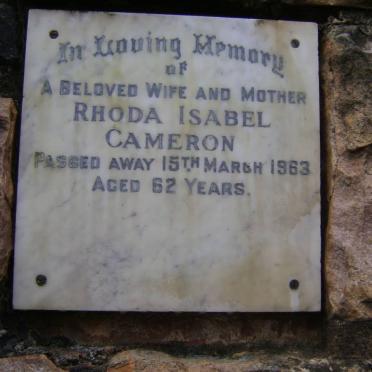 In Loving Memory
OF
A BELOVED WIFE AND MOTHER
RHODA ISABEL
CAMERON
PASSED AWAY 15TH MARCH 1963
AGED 62 YEARS.